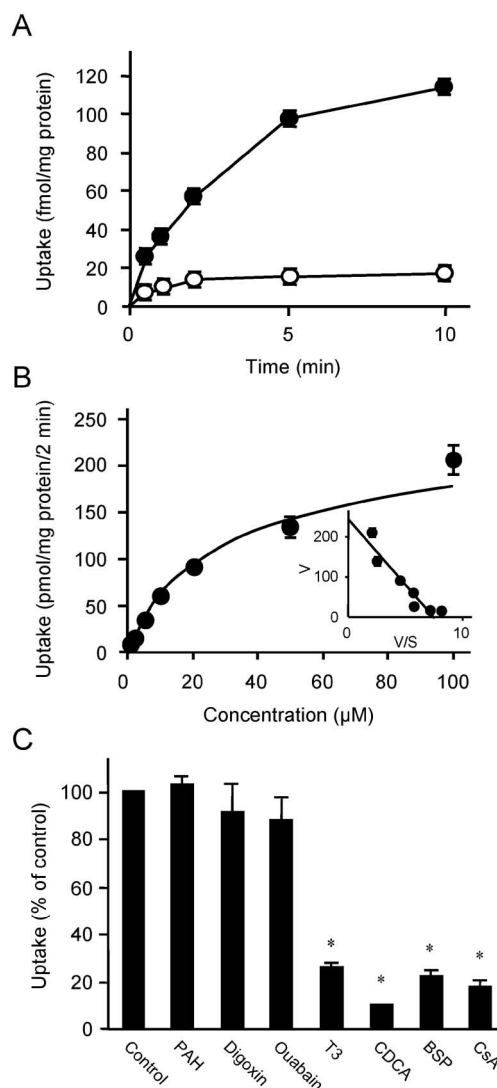 A
Uptake (fmol/mg protein)
120
100
80
60
40
20
0
0
5
10
Time (min)
B
Uptake (pmol/mg protein/2 min)
250
200
150
100
50
0
0
20
40
60
80
100
Concentration (µM)
V
200
100
0
0
10
V/S
C
Uptake (% of control)
100
80
60
40
20
0
*
*
*
*
Control
PAH
Digoxin
Ouabain
T3
CDCA
BSP
CsA